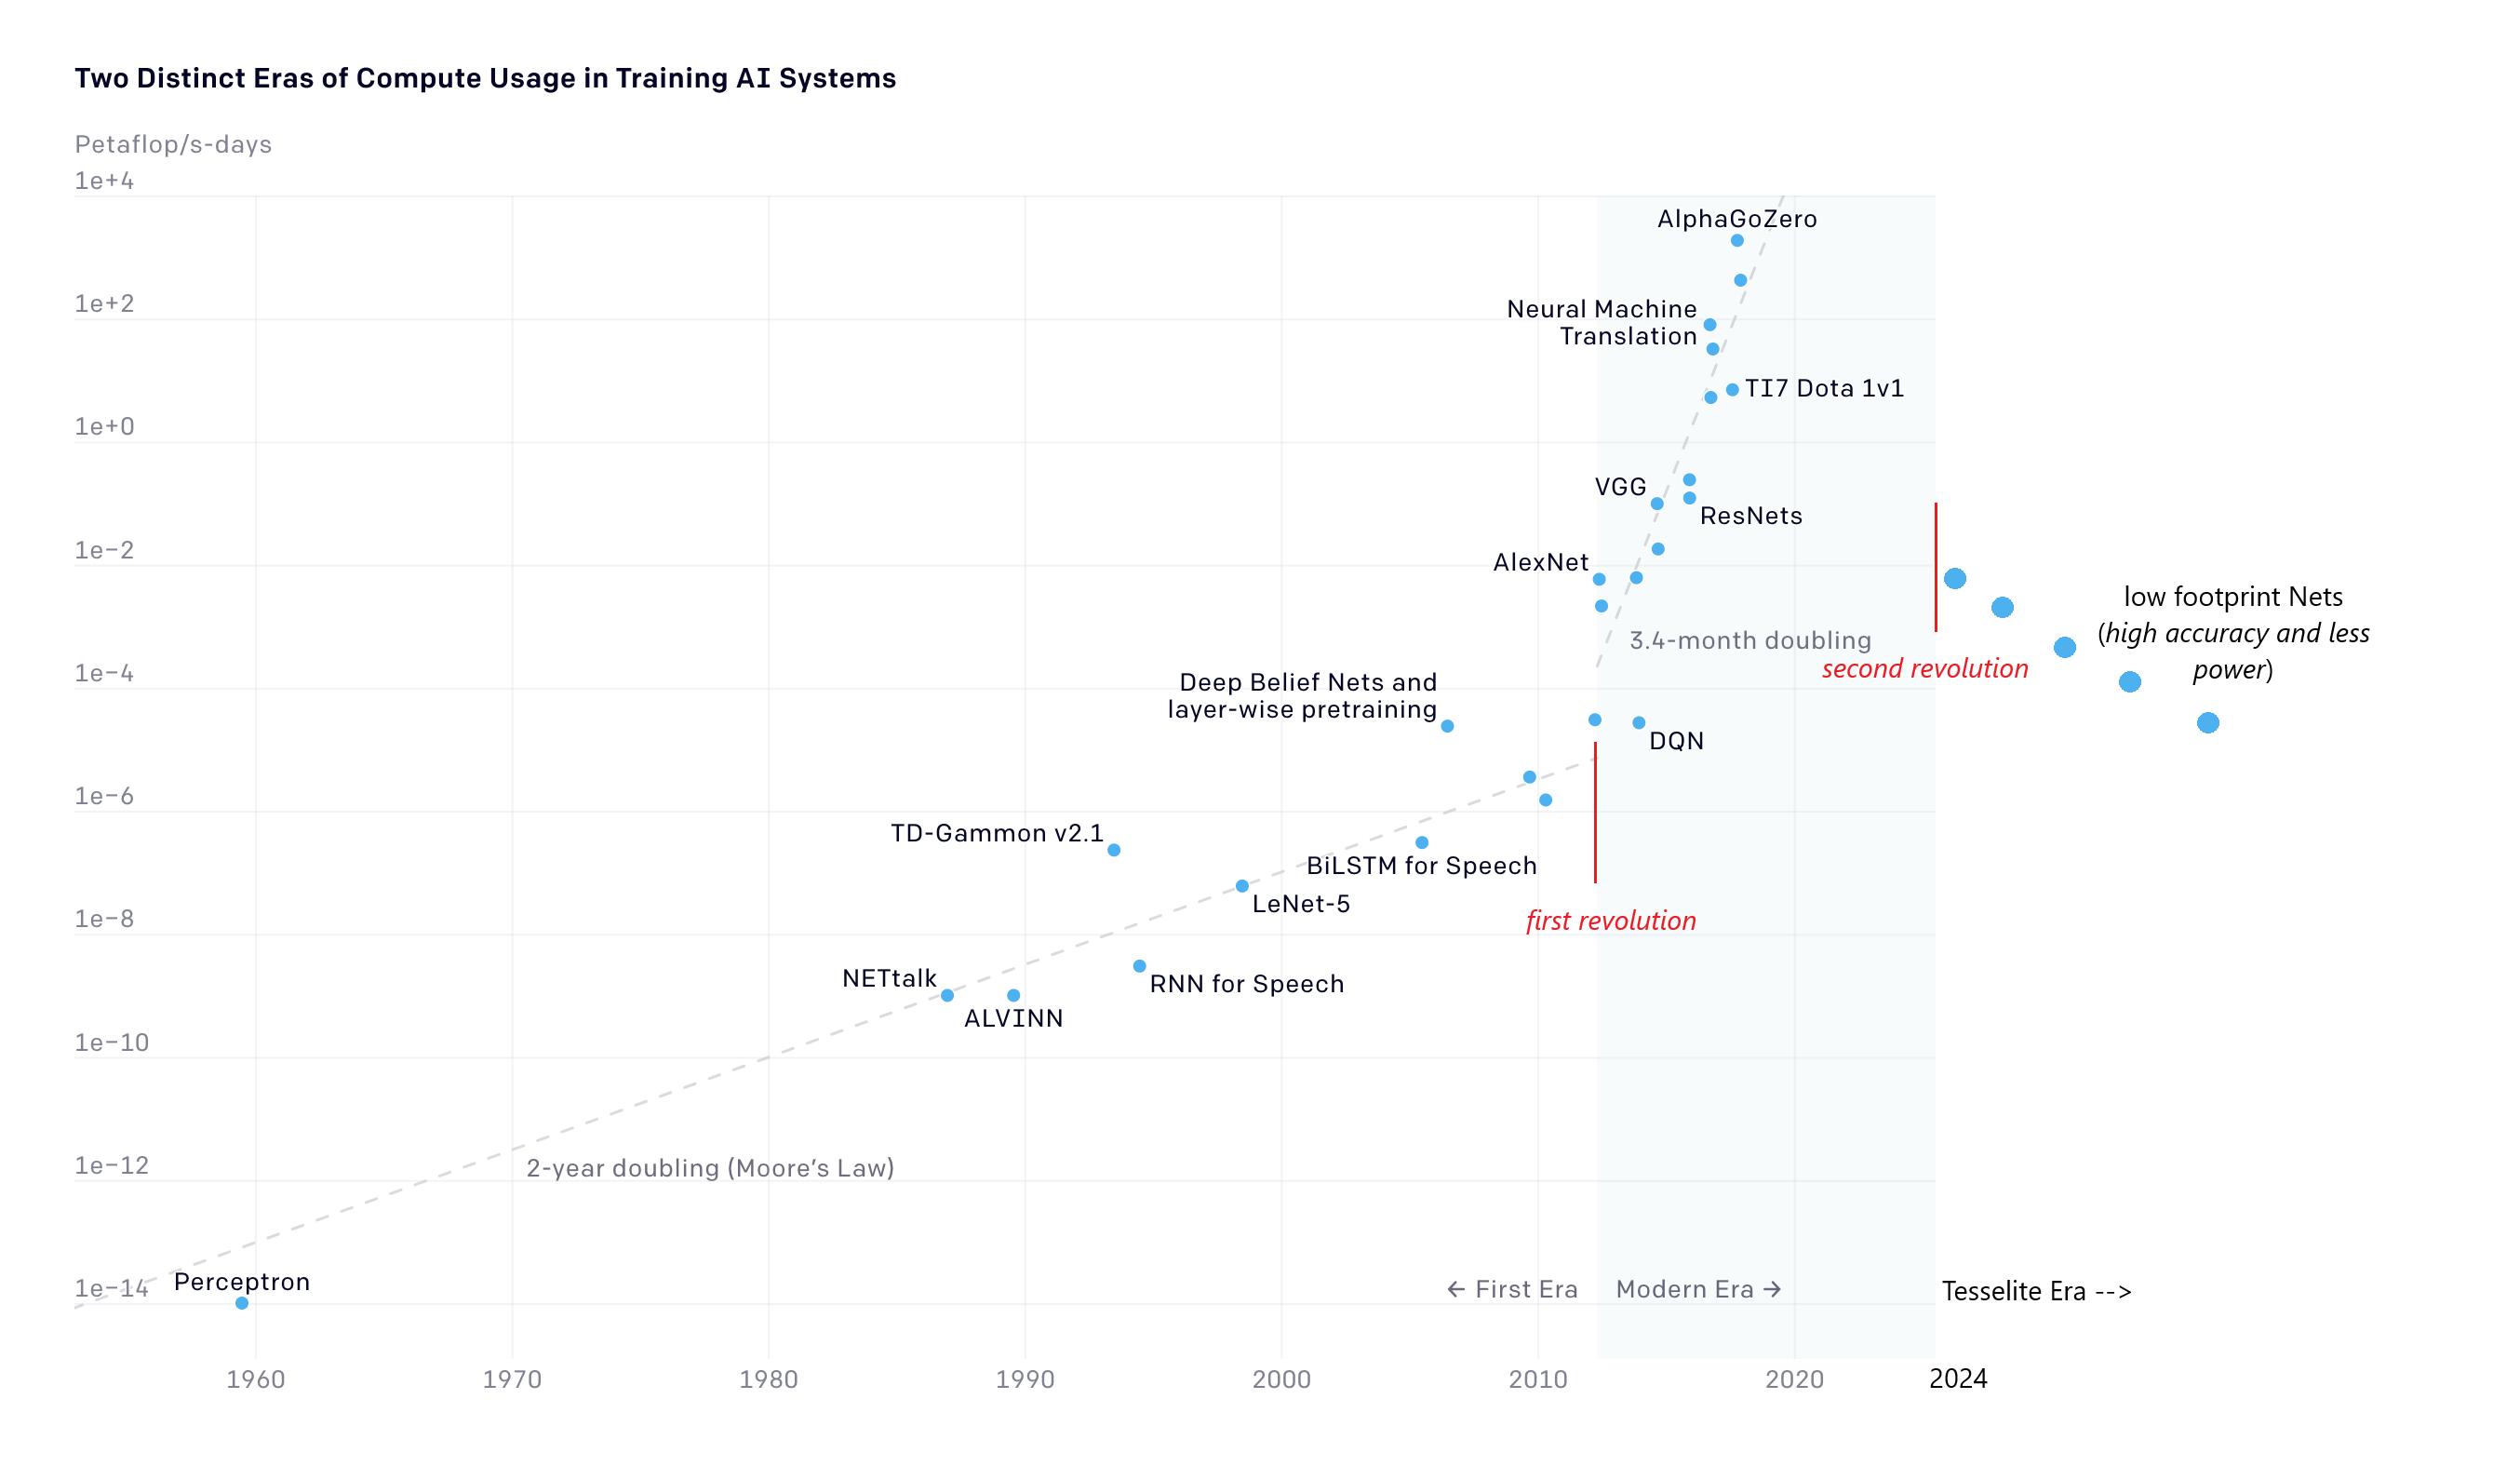 Two Distinct Eras of Compute Usage in Training AI Systems
Petaflop/s-days
1e+4
AlphaGoZero
1e+2
Neural Machine
Translation
TI7 Dota 1v1
1e+0
VGG
ResNets
1e-2
AlexNet
low footprint Nets
(high accuracy and less
power)
3.4-month doubling
second revolution
1e-4
Deep Belief Nets and
layer-wise pretraining
DQN
1e-6
TD-Gammon v2.1
BiLSTM for Speech
LeNet-5
1e-8
first revolution
NETtalk
RNN for Speech
ALVINN
1e-10
1e-12
2-year doubling (Moore's Law)
1e-14
Perceptron
← First Era
Modern Era →
Tesselite Era -->
1960
1970
1980
1990
2000
2010
2020
2024